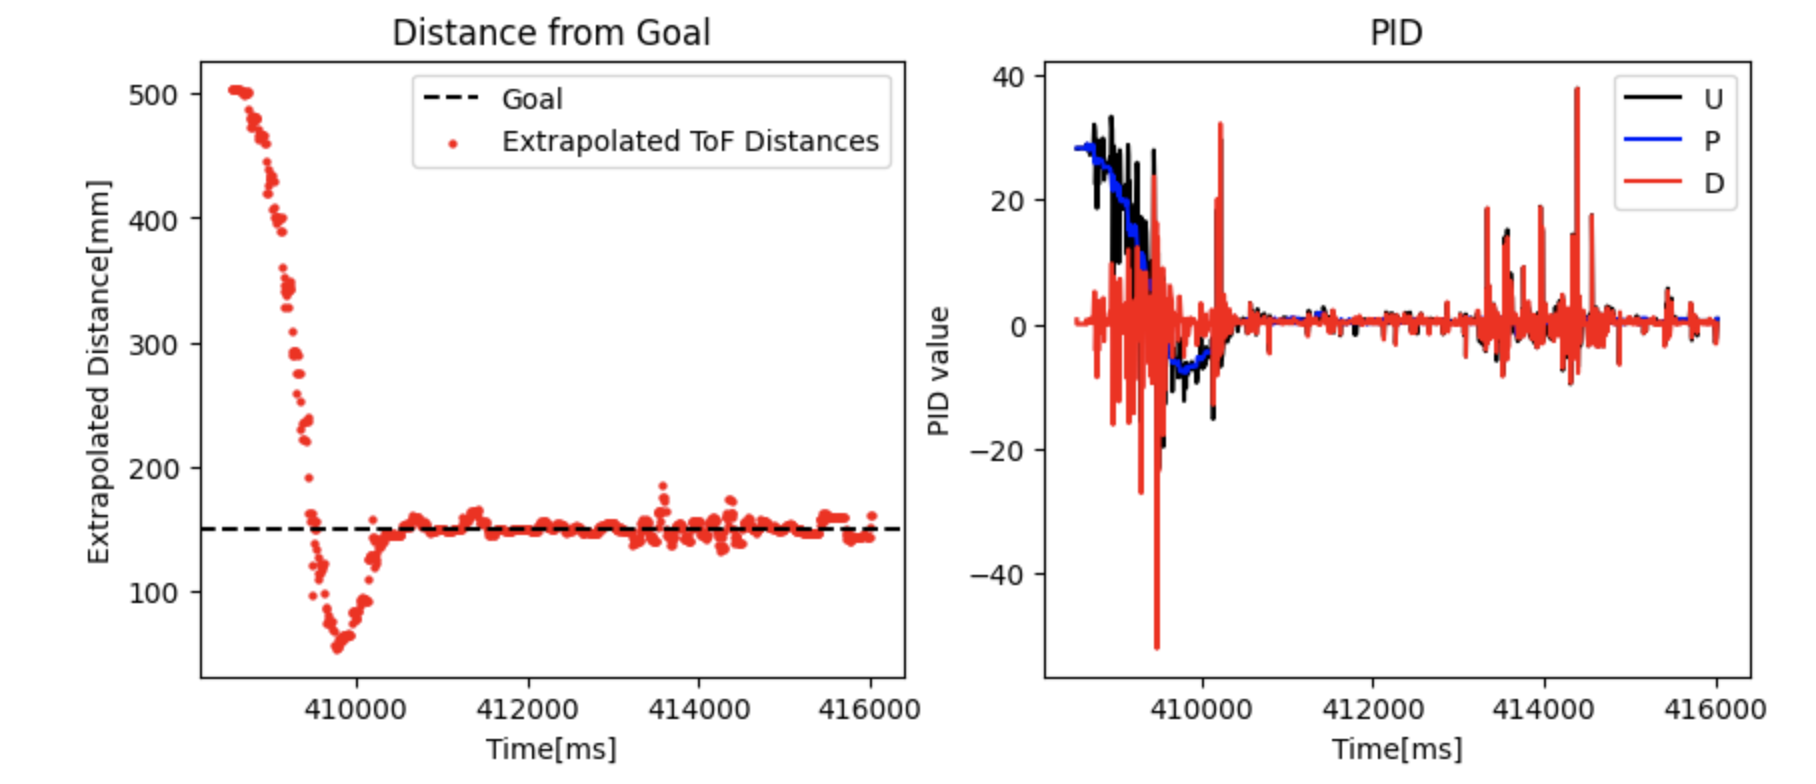 Distance from Goal
Extrapolated Distance[mm]
500
400
300
200
100
Goal
Extrapolated ToF Distances
410000 412000 414000 416000
Time[ms]
PID
PID value
40
20
0
−20
−40
U
P
D
410000 412000 414000 416000
Time[ms]